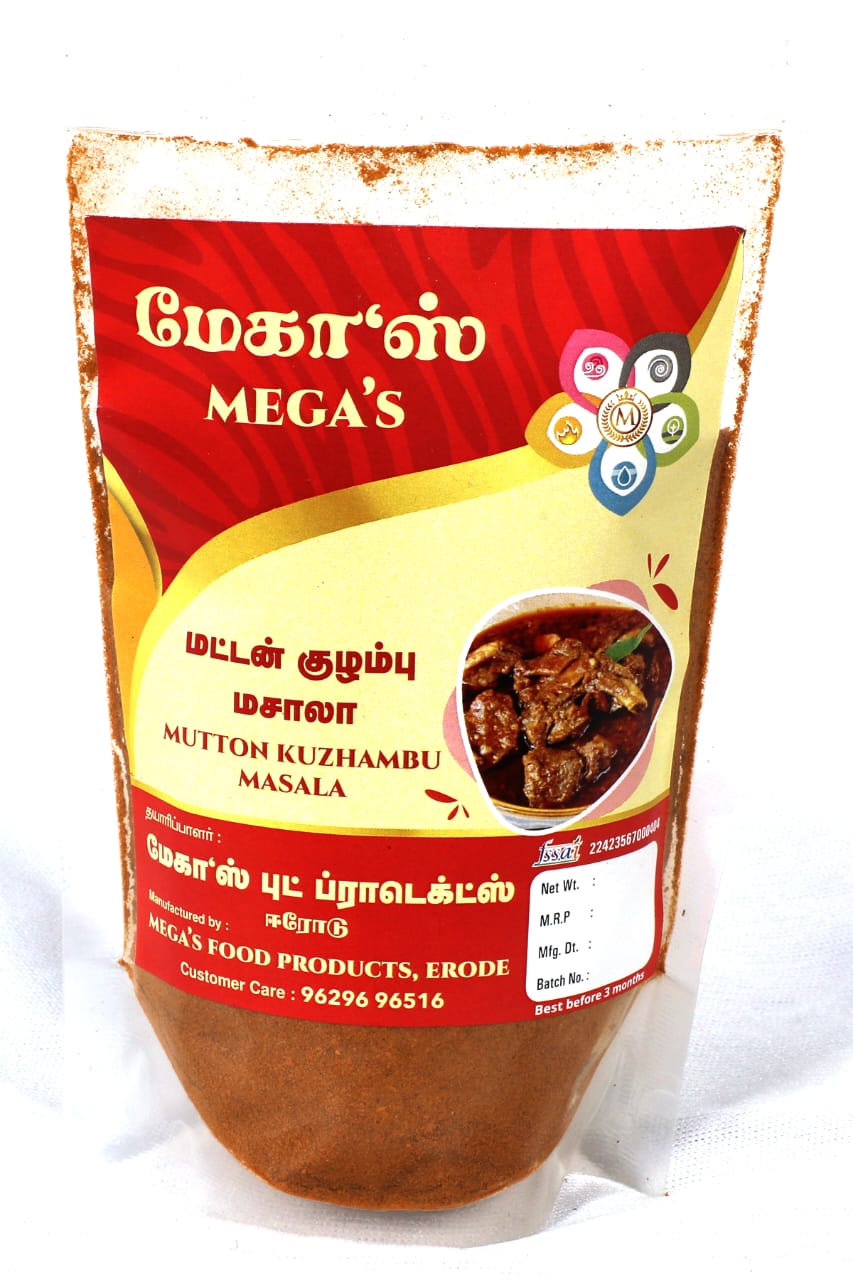 மேகா‘ஸ்
MEGA’S
M
மட்டன் குழம்பு
மசாலா
MUTTON KUZHAMBU
MASALA
தயாரிப்பாளர் :
மேகா‘ஸ் புட் ப்ராடெக்ட்ஸ்
ஈரோடு
Manufactured by :
MEGA’S FOOD PRODUCTS, ERODE
Customer Care : 96296 96516
fssai 22423567000404
Net Wt. :
M.R.P :
Mfg. Dt. :
Batch No. :
Best before 3 months